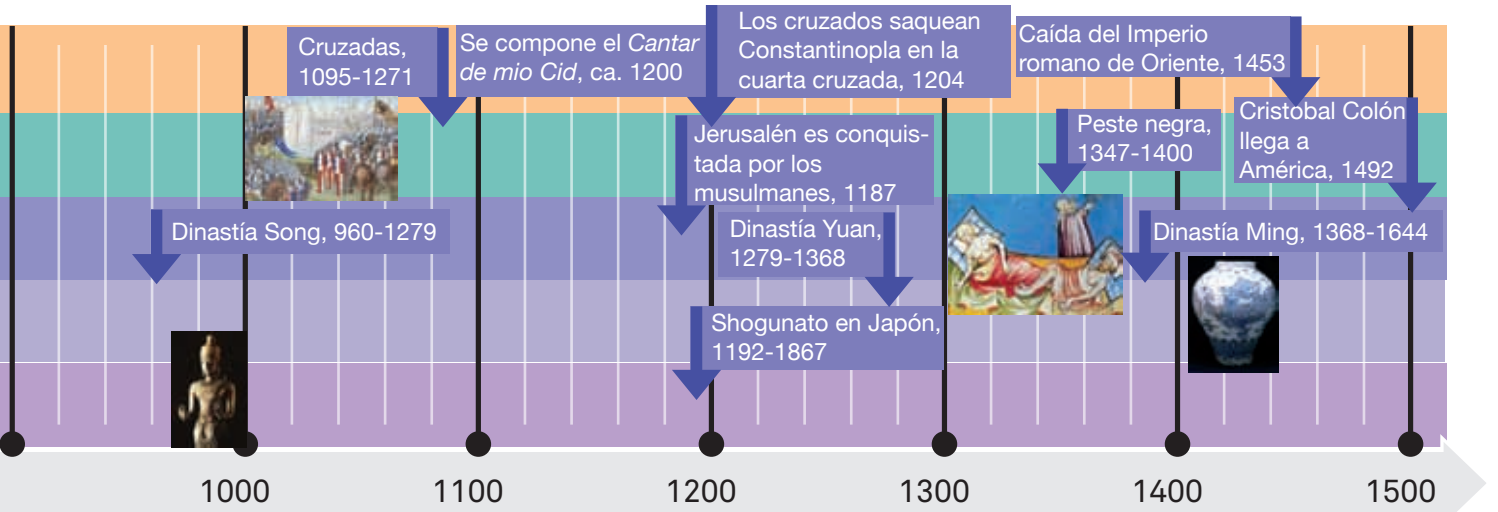 Cruzadas,
1095-1271
Se compone el Cantar
de mio Cid, ca. 1200
Los cruzados saquean
Constantinopla en la
cuarta cruzada, 1204
Caída del Imperio
romano de Oriente, 1453
Jerusalén es conquis-
tada por los
musulmanes, 1187
Peste negra,
1347-1400
Cristobal Colón
llega a
América, 1492
Dinastía Song, 960-1279
Dinastía Yuan,
1279-1368
Dinastía Ming, 1368-1644
Shogunato en Japón,
1192-1867
1000
1100
1200
1300
1400
1500